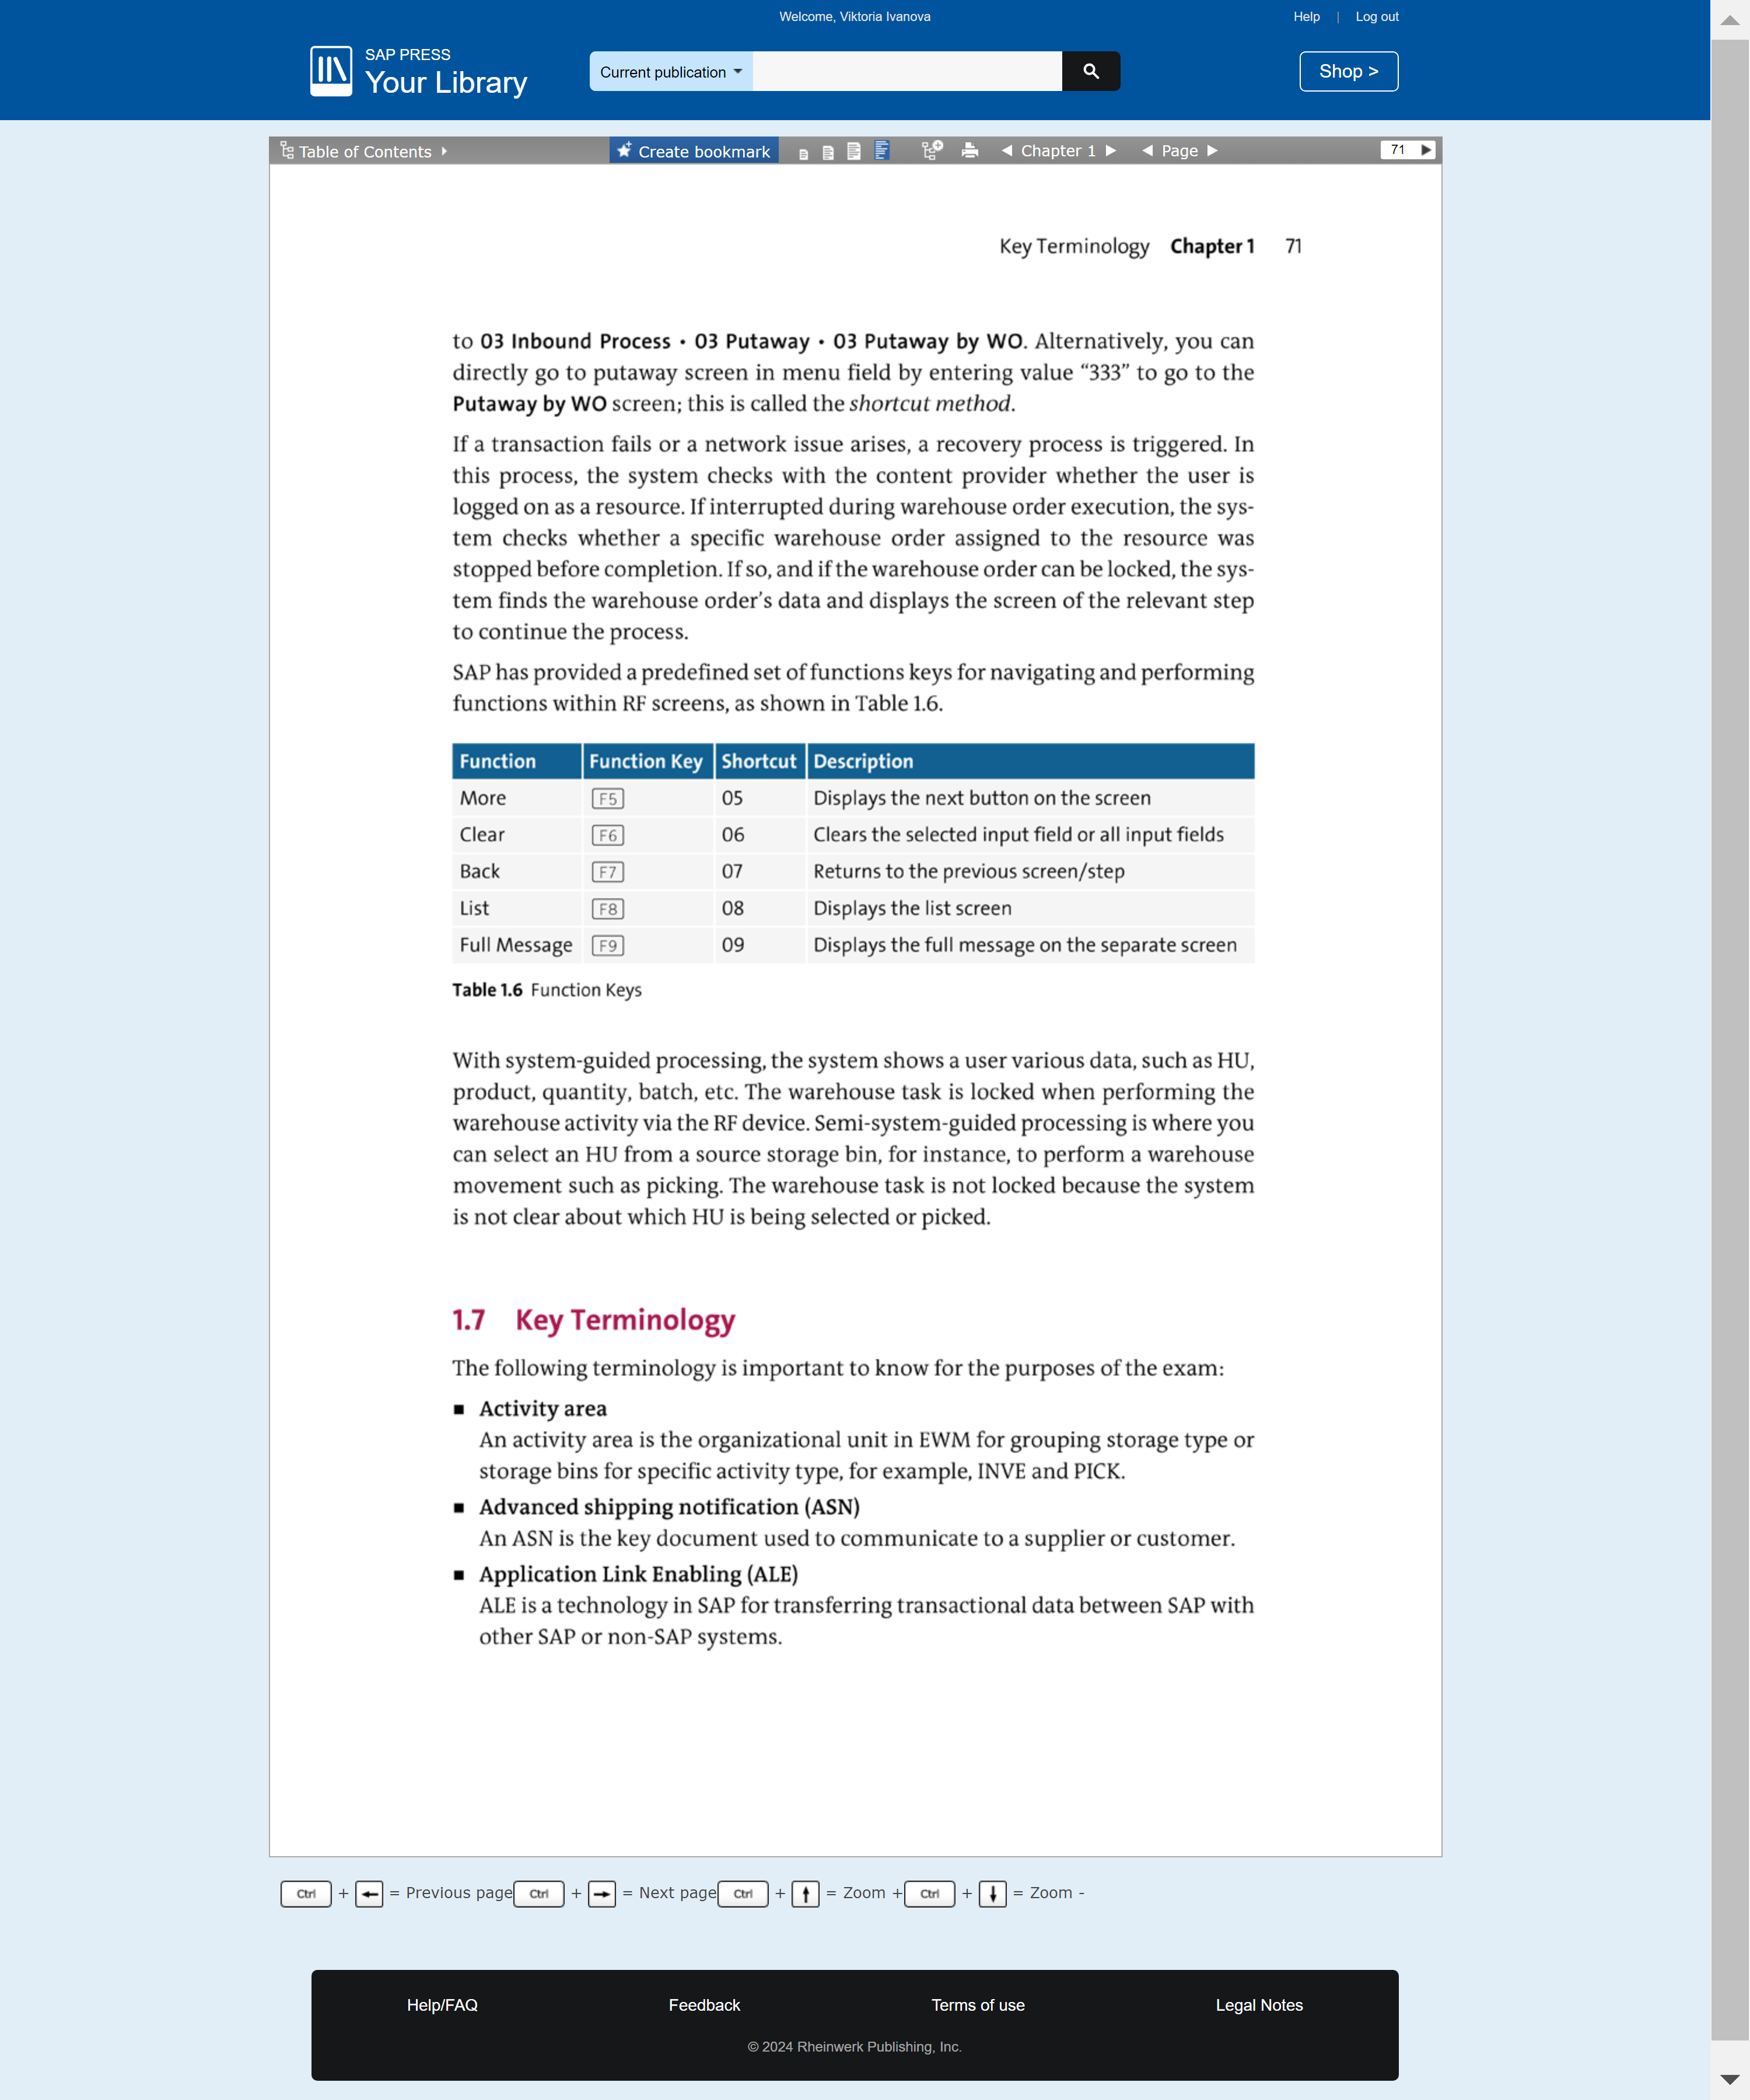 Welcome, Viktoria Ivanova
Help | Log out
SAP PRESS
Your Library
Current publication
Shop >
Table of Contents
Create bookmark
Chapter 1
Page
71
Key Terminology Chapter 1 71
to 03 Inbound Process • 03 Putaway • 03 Putaway by WO. Alternatively, you can
directly go to putaway screen in menu field by entering value “333” to go to the
Putaway by WO screen; this is called the shortcut method.
If a transaction fails or a network issue arises, a recovery process is triggered. In
this process, the system checks with the content provider whether the user is
logged on as a resource. If interrupted during warehouse order execution, the sys-
tem checks whether a specific warehouse order assigned to the resource was
stopped before completion. If so, and if the warehouse order can be locked, the sys-
tem finds the warehouse order’s data and displays the screen of the relevant step
to continue the process.
SAP has provided a predefined set of functions keys for navigating and performing
functions within RF screens, as shown in Table 1.6.
Function Function Key Shortcut Description
More F5 05 Displays the next button on the screen
Clear F6 06 Clears the selected input field or all input fields
Back F7 07 Returns to the previous screen/step
List F8 08 Displays the list screen
Full Message F9 09 Displays the full message on the separate screen
Table 1.6 Function Keys
With system-guided processing, the system shows a user various data, such as HU,
product, quantity, batch, etc. The warehouse task is locked when performing the
warehouse activity via the RF device. Semi-system-guided processing is where you
can select an HU from a source storage bin, for instance, to perform a warehouse
movement such as picking. The warehouse task is not locked because the system
is not clear about which HU is being selected or picked.
1.7 Key Terminology
The following terminology is important to know for the purposes of the exam:
■ Activity area
An activity area is the organizational unit in EWM for grouping storage type or
storage bins for specific activity type, for example, INVE and PICK.
■ Advanced shipping notification (ASN)
An ASN is the key document used to communicate to a supplier or customer.
■ Application Link Enabling (ALE)
ALE is a technology in SAP for transferring transactional data between SAP with
other SAP or non-SAP systems.
Ctrl + ← = Previous page Ctrl + → = Next page Ctrl + ↑ = Zoom + Ctrl + ↓ = Zoom -
Help/FAQ Feedback Terms of use Legal Notes
© 2024 Rheinwerk Publishing, Inc.